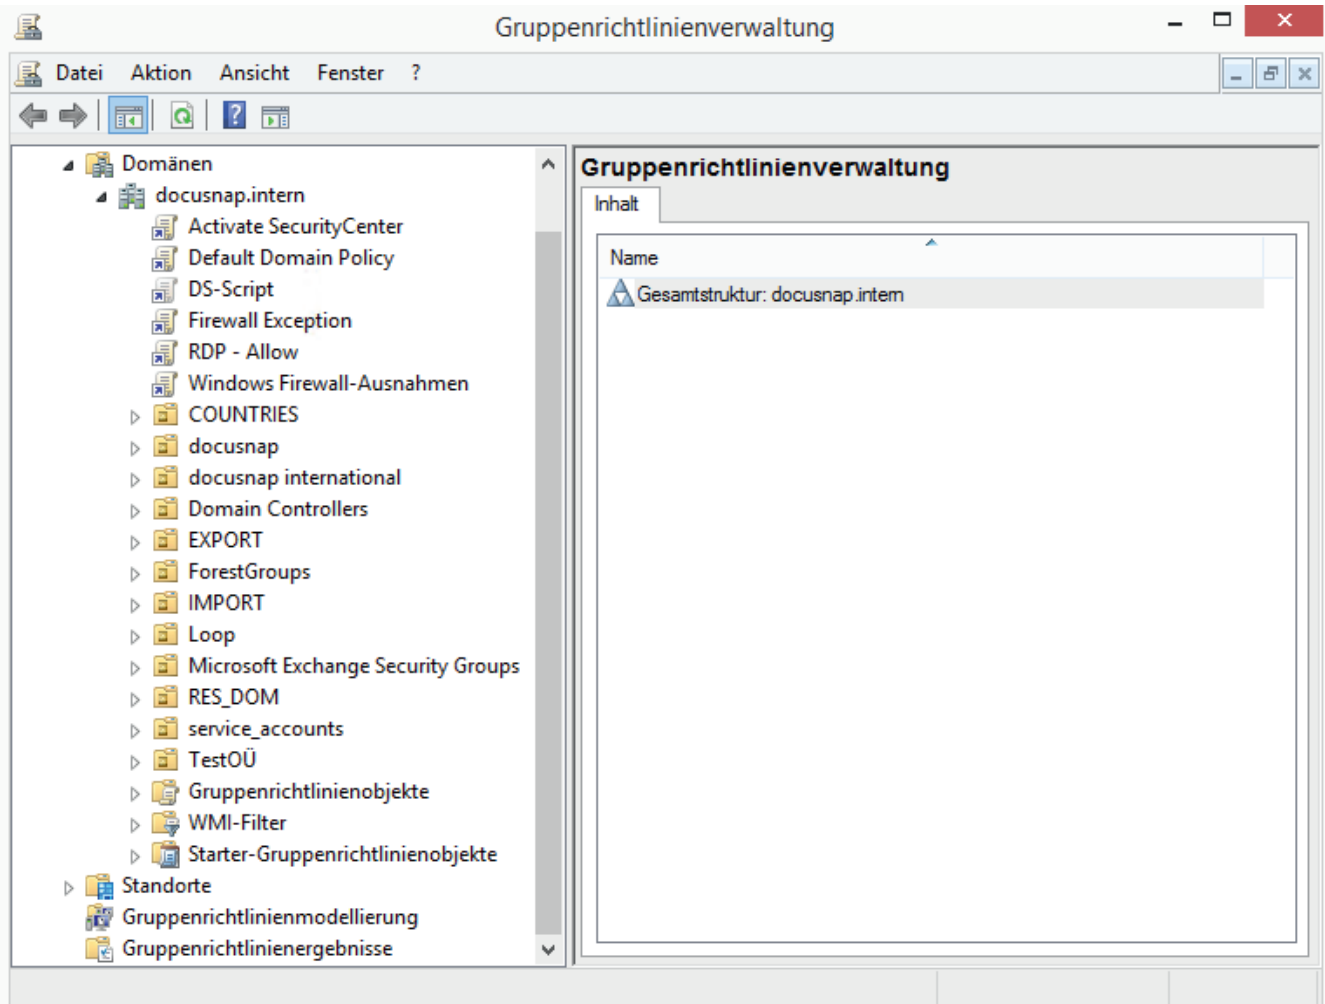 Gruppenrichtlinienverwaltung
Datei Aktion Ansicht Fenster ?
Domänen
docusnap.intern
Activate SecurityCenter
Default Domain Policy
DS-Script
Firewall Exception
RDP - Allow
Windows Firewall-Ausnahmen
COUNTRIES
docusnap
docusnap international
Domain Controllers
EXPORT
ForestGroups
IMPORT
Loop
Microsoft Exchange Security Groups
RES_DOM
service_accounts
TestOÜ
Gruppenrichtlinienobjekte
WMI-Filter
Starter-Gruppenrichtlinienobjekte
Standorte
Gruppenrichtlinienmodellierung
Gruppenrichtlinienergebnisse
Gruppenrichtlinienverwaltung
Inhalt
Name
Gesamtstruktur: docusnap.intern